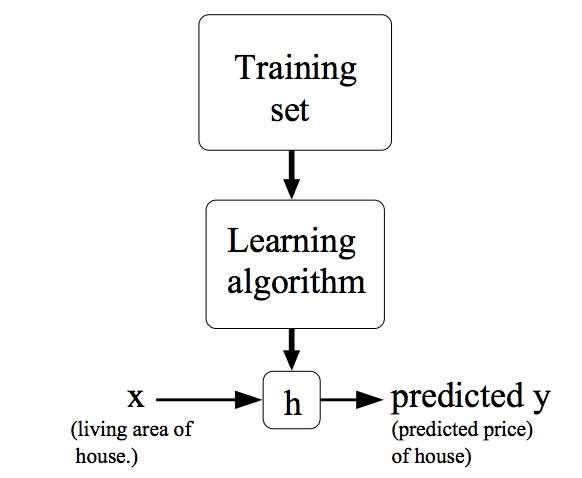 Training
set
Learning
algorithm
x
h
predicted y
(living area of
house.)
(predicted price)
of house)